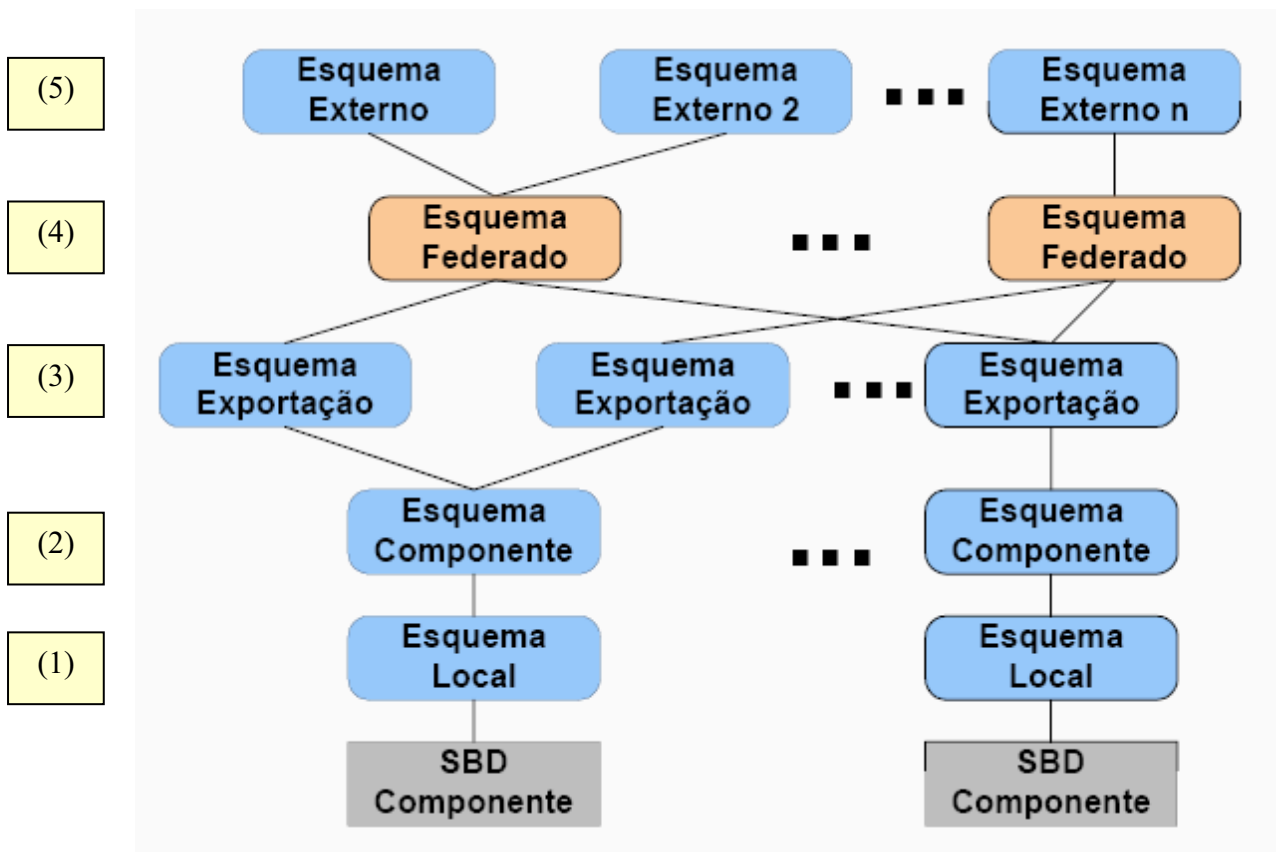 (5)
Esquema
Externo
Esquema
Externo 2
Esquema
Externo n
(4)
Esquema
Federado
Esquema
Federado
(3)
Esquema
Exportação
Esquema
Exportação
Esquema
Exportação
(2)
Esquema
Componente
Esquema
Componente
(1)
Esquema
Local
Esquema
Local
SBD
Componente
SBD
Componente